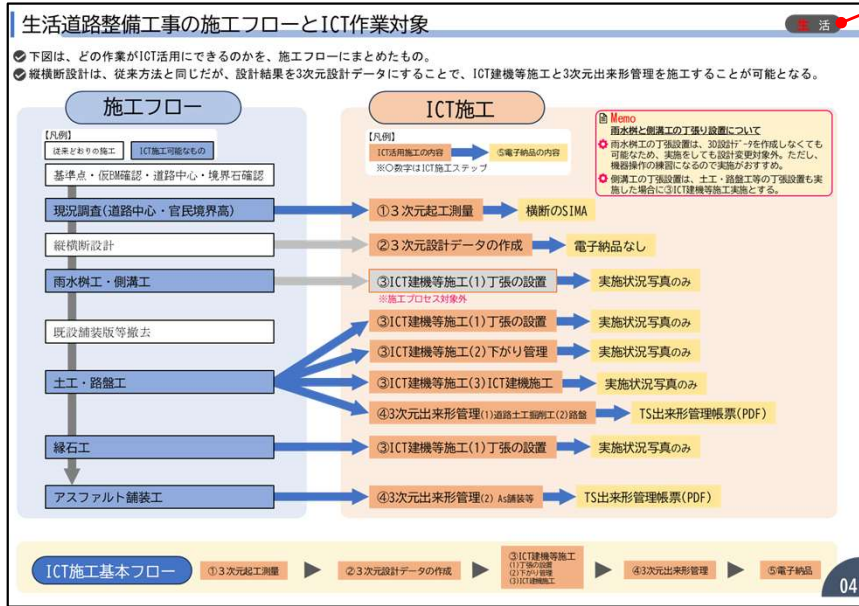 生活道路整備工事の施工フローとICT作業対象
生 活
下図は、どの作業がICT活用にできるのかを、施工フローにまとめたもの。
縦横断設計は、従来方法と同じだが、設計結果を3次元設計データにすることで、ICT建機等施工と3次元出来形管理を施工することが可能となる。
施工フロー
【凡例】
従来どおりの施工
ICT施工可能なもの
基準点・仮BM確認・道路中心・境界石確認
現況調査(道路中心・官民境界高)
縦横断設計
雨水桝工・側溝工
既設舗装版等撤去
土工・路盤工
縁石工
アスファルト舗装工
ICT施工
【凡例】
ICT活用施工の内容
⑤電子納品の内容
※○数字はICT施工ステップ
Memo
雨水桝と側溝工の丁張り設置について
雨水桝工の丁張設置は、3D設計データを作成しなくても
可能なため、実施をしても設計変更対象外。ただし、
機器操作の練習になるので実施がおすすめ。
側溝工の丁張設置は、土工・路盤工等の丁張設置も実
施した場合に③ICT建機等施工実施とする。
①3次元起工測量
横断のSIMA
②3次元設計データの作成
電子納品なし
③ICT建機等施工(1)丁張の設置
実施状況写真のみ
※施工プロセス対象外
③ICT建機等施工(1)丁張の設置
実施状況写真のみ
③ICT建機等施工(2)下がり管理
実施状況写真のみ
③ICT建機等施工(3)ICT建機施工
実施状況写真のみ
④3次元出来形管理(1)道路土工掘削工(2)路盤
TS出来形管理帳票(PDF)
③ICT建機等施工(1)丁張の設置
実施状況写真のみ
④3次元出来形管理(2) As舗装等
TS出来形管理帳票(PDF)
ICT施工基本フロー
①3次元起工測量
②3次元設計データの作成
③ICT建機等施工
(1)丁張の設置
(2)下がり管理
(3)ICT建機施工
④3次元出来形管理
⑤電子納品
04